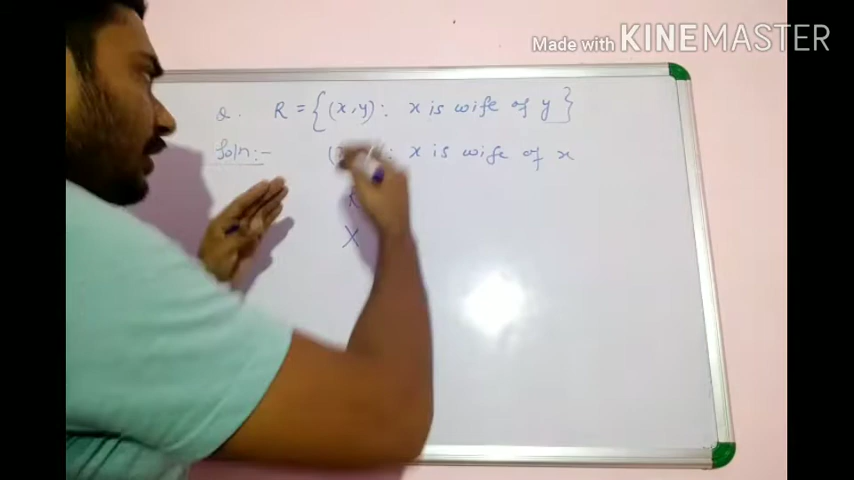 Made with KINEMASTER
Q. R = {(x,y): x is wife of y}
Soln:- x is wife of x
X